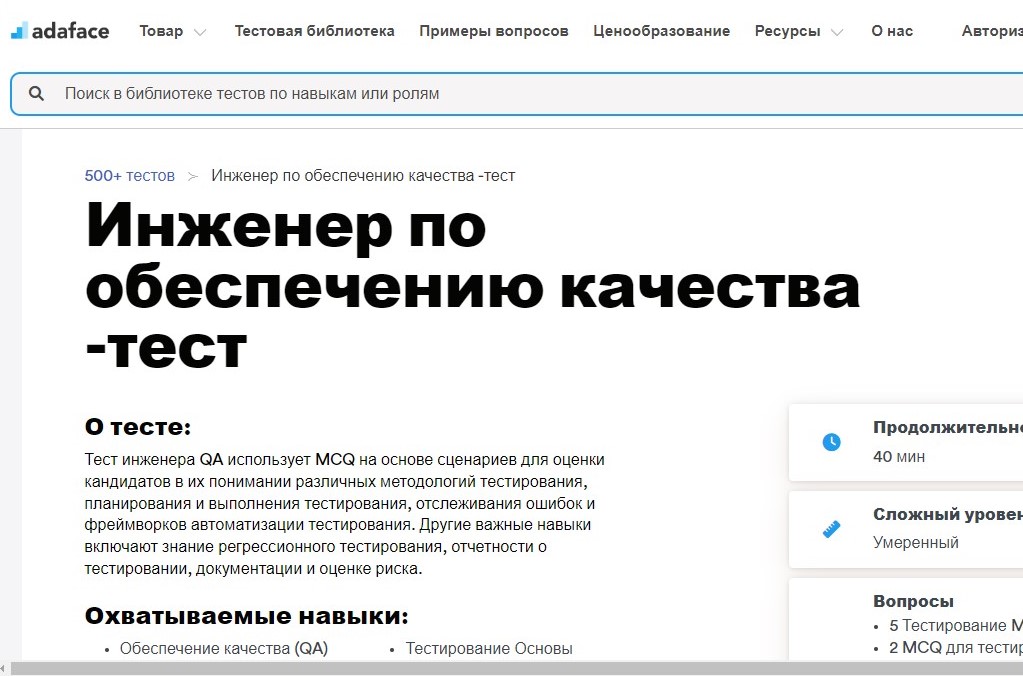 adaface Товар Тестовая библиотека Примеры вопросов Ценообразование Ресурсы О нас
Поиск в библиотеке тестов по навыкам или ролям
500+ тестов > Инженер по обеспечению качества -тест
Инженер по
обеспечению качества
-тест
О тесте:
Тест инженера QA использует MCQ на основе сценариев для оценки
кандидатов в их понимании различных методологий тестирования,
планирования и выполнения тестирования, отслеживания ошибок и
фреймворков автоматизации тестирования. Другие важные навыки
включают знание регрессионного тестирования, отчетности о
тестировании, документации и оценке риска.
Охватываемые навыки:
• Обеспечение качества (QA)
• Тестирование Основы
40 мин
Сложный
Умеренный
Вопросы
• 5 Тестирование
• 2 MCQ для